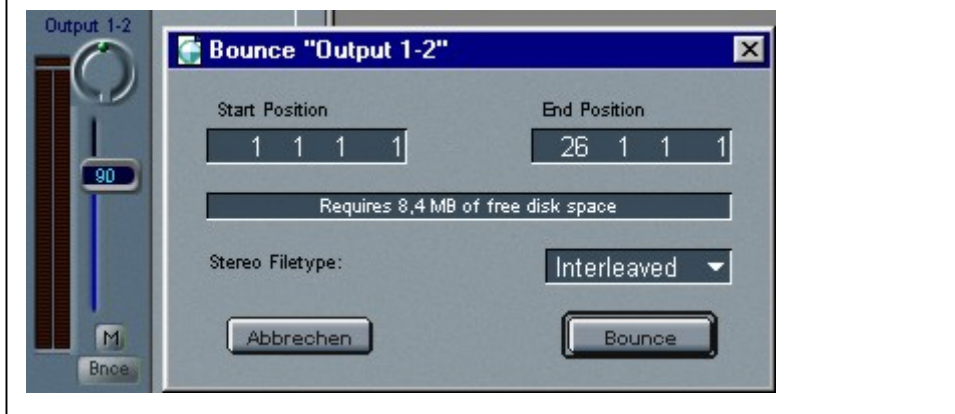 Output 1-2
Bounce "Output 1-2"
Start Position End Position
1 1 1 1 26 1 1 1
90
Requires 8,4 MB of free disk space
Stereo Filetype: Interleaved
Abbrechen Bounce
M
Bnce